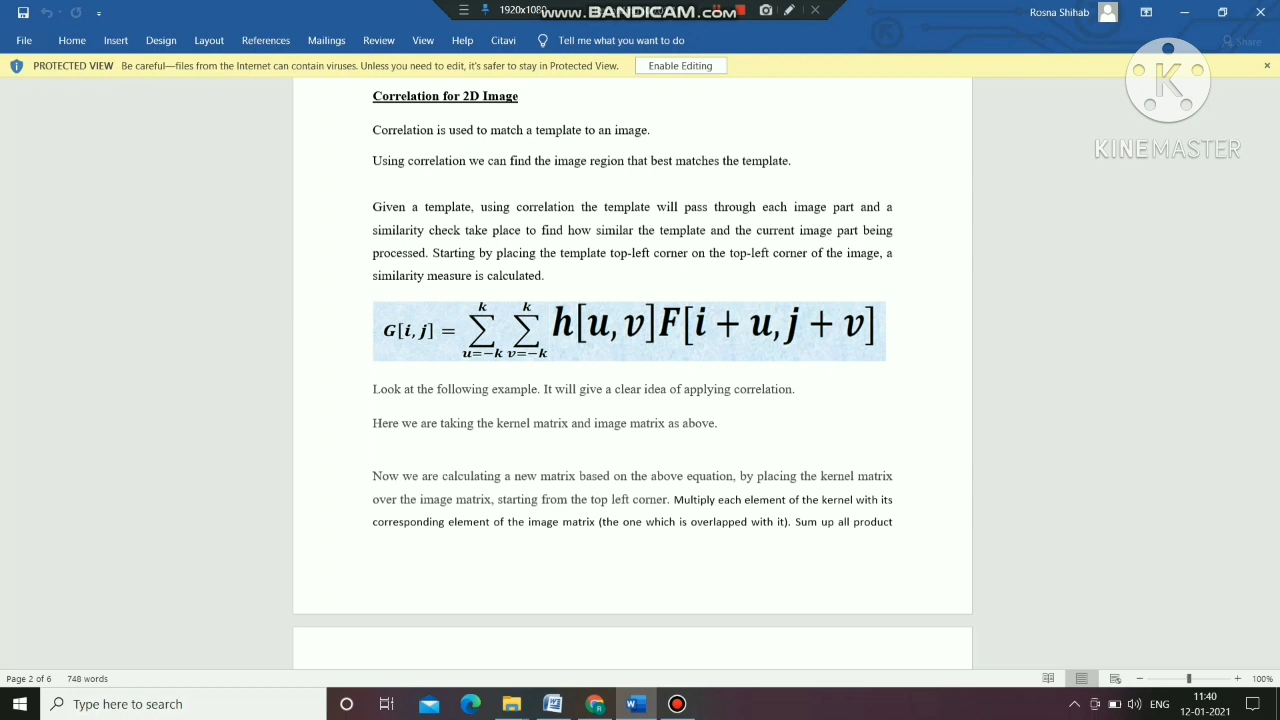 1920x1080
WWW.BANDICAM.COM
Rosna Shihab
File Home Insert Design Layout References Mailings Review View Help Citavi Tell me what you want to do Share
PROTECTED VIEW Be careful—files from the Internet can contain viruses. Unless you need to edit, it's safer to stay in Protected View. Enable Editing
K
KINEMASTER
Correlation for 2D Image
Correlation is used to match a template to an image.
Using correlation we can find the image region that best matches the template.
Given a template, using correlation the template will pass through each image part and a
similarity check take place to find how similar the template and the current image part being
processed. Starting by placing the template top-left corner on the top-left corner of the image, a
similarity measure is calculated.
G[i,j] = ∑_{u=-k}^{k} ∑_{v=-k}^{k} h[u,v]F[i+u,j+v]
Look at the following example. It will give a clear idea of applying correlation.
Here we are taking the kernel matrix and image matrix as above.
Now we are calculating a new matrix based on the above equation, by placing the kernel matrix
over the image matrix, starting from the top left corner. Multiply each element of the kernel with its
corresponding element of the image matrix (the one which is overlapped with it). Sum up all product
Page 2 of 6 748 words
100%
Type here to search
ENG
11:40
12-01-2021